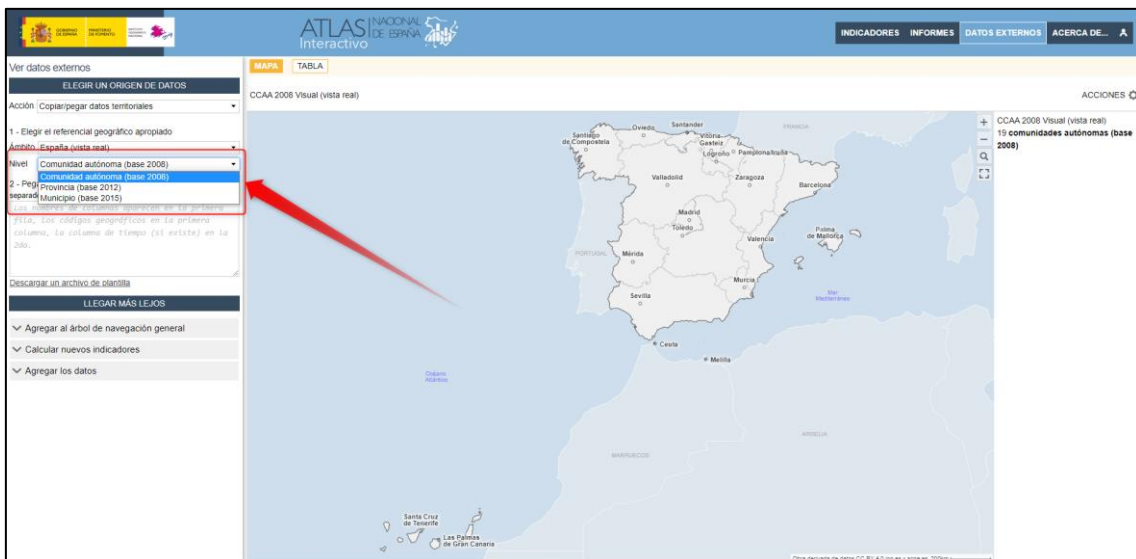 GOBIERNO DE ESPAÑA
MINISTERIO DE FOMENTO
ATLAS NACIONAL DE ESPAÑA
Interactivo
INDICADORES INFORMES DATOS EXTERNOS ACERCA DE...
Ver datos externos
ELEGIR UN ORIGEN DE DATOS
Acción Copiar/pegar datos territoriales
1 - Elegir el referencial geográfico apropiado
Ámbito España (vista real)
Nivel Comunidad autónoma (base 2008)
Comunidad autónoma (base 2008)
Provincia (base 2012)
Municipio (base 2015)
2 - Peg
separad
Los nombres de columnas aparecen en la primera
fila, los códigos geográficos en la primera
columna, la columna de tiempo (si existe) en la
2da.
Descargar un archivo de plantilla
LLEGAR MÁS LEJOS
Agregar al árbol de navegación general
Calcular nuevos indicadores
Agregar los datos
MAPA TABLA
CCAA 2008 Visual (vista real)
ACCIONES
Santiago de Compostela
Oviedo
Santander
Vitoria-Gasteiz
Logroño
Pamplona/Iruña
FRANCIA
Valladolid
Zaragoza
Barcelona
Madrid
Toledo
Palma de Mallorca
PORTUGAL
Mérida
Valencia
Murcia
Sevilla
Mar Mediterráneo
Ceuta
Melilla
Océano Atlántico
ARGELIA
MARRUECOS
Santa Cruz de Tenerife
Las Palmas de Gran Canaria
CCAA 2008 Visual (vista real)
19 comunidades autónomas (base
2008)